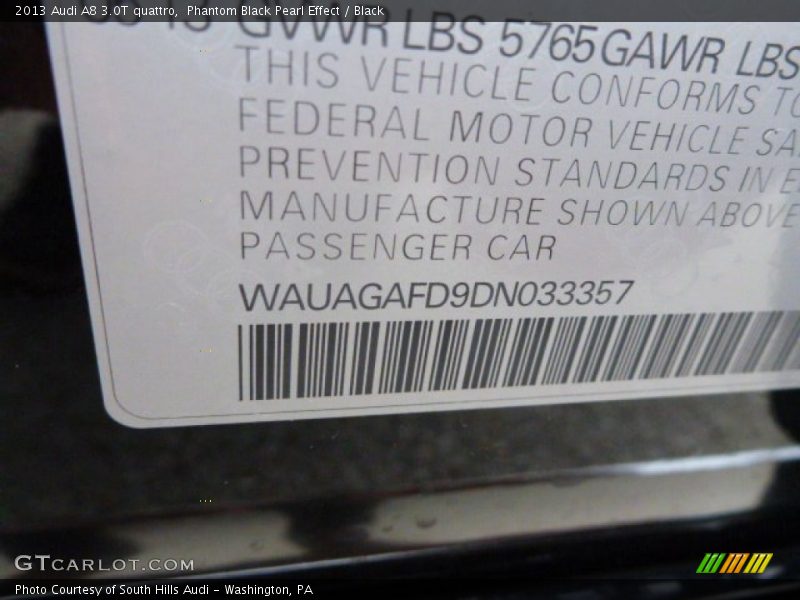 2013 Audi A8 3.0T quattro, Phantom Black Pearl Effect / Black
GVWR LBS 5765 GAWR LBS
THIS VEHICLE CONFORMS TO
FEDERAL MOTOR VEHICLE
PREVENTION STANDARDS IN
MANUFACTURE SHOWN ABOVE
PASSENGER CAR
WAUAGAFD9DN033357
GTCARLOT.COM
Photo Courtesy of South Hills Audi - Washington, PA